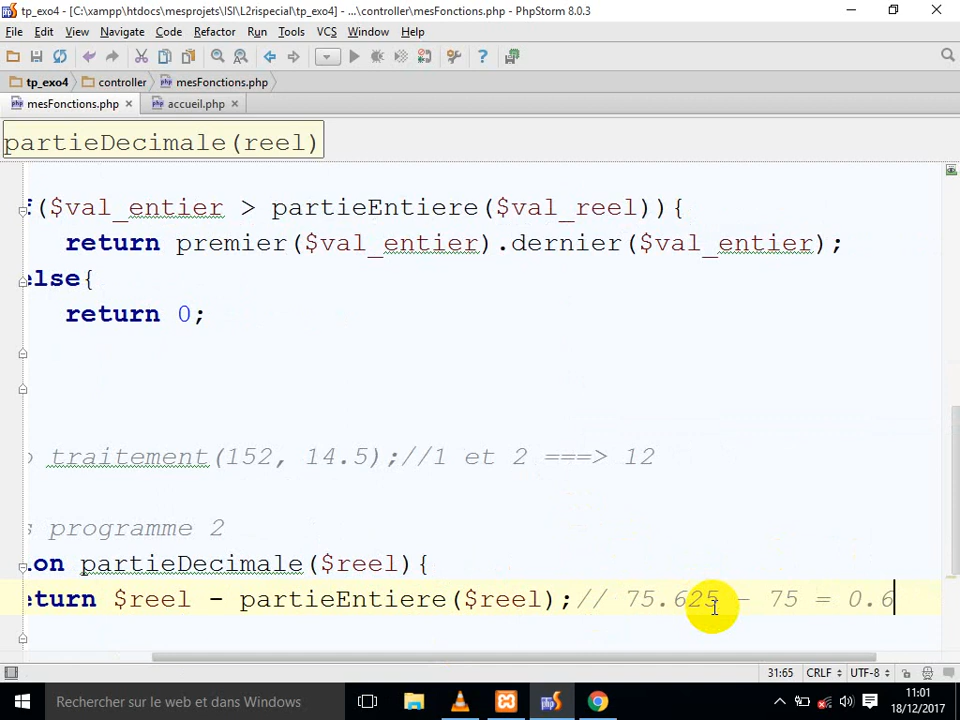 tp_exo4 - [C:\xampp\htdocs\mesprojets\ISI\L2rispecial\tp_exo4] - ...\controller\mesFonctions.php - PhpStorm 8.0.3
File Edit View Navigate Code Refactor Run Tools VCS Window Help
tp_exo4 controller mesFonctions.php
mesFonctions.php accueil.php
partieDecimale(reel)
f($val_entier > partieEntiere($val_reel)){
return premier($val_entier).dernier($val_entier);
else{
return 0;
o traitement(152, 14.5);//1 et 2 ===> 12
s programme 2
ion partieDecimale($reel){
eturn $reel - partieEntiere($reel);// 75.625 - 75 = 0.6
31:65 CRLF UTF-8
Rechercher sur le web et dans Windows
11:01
18/12/2017